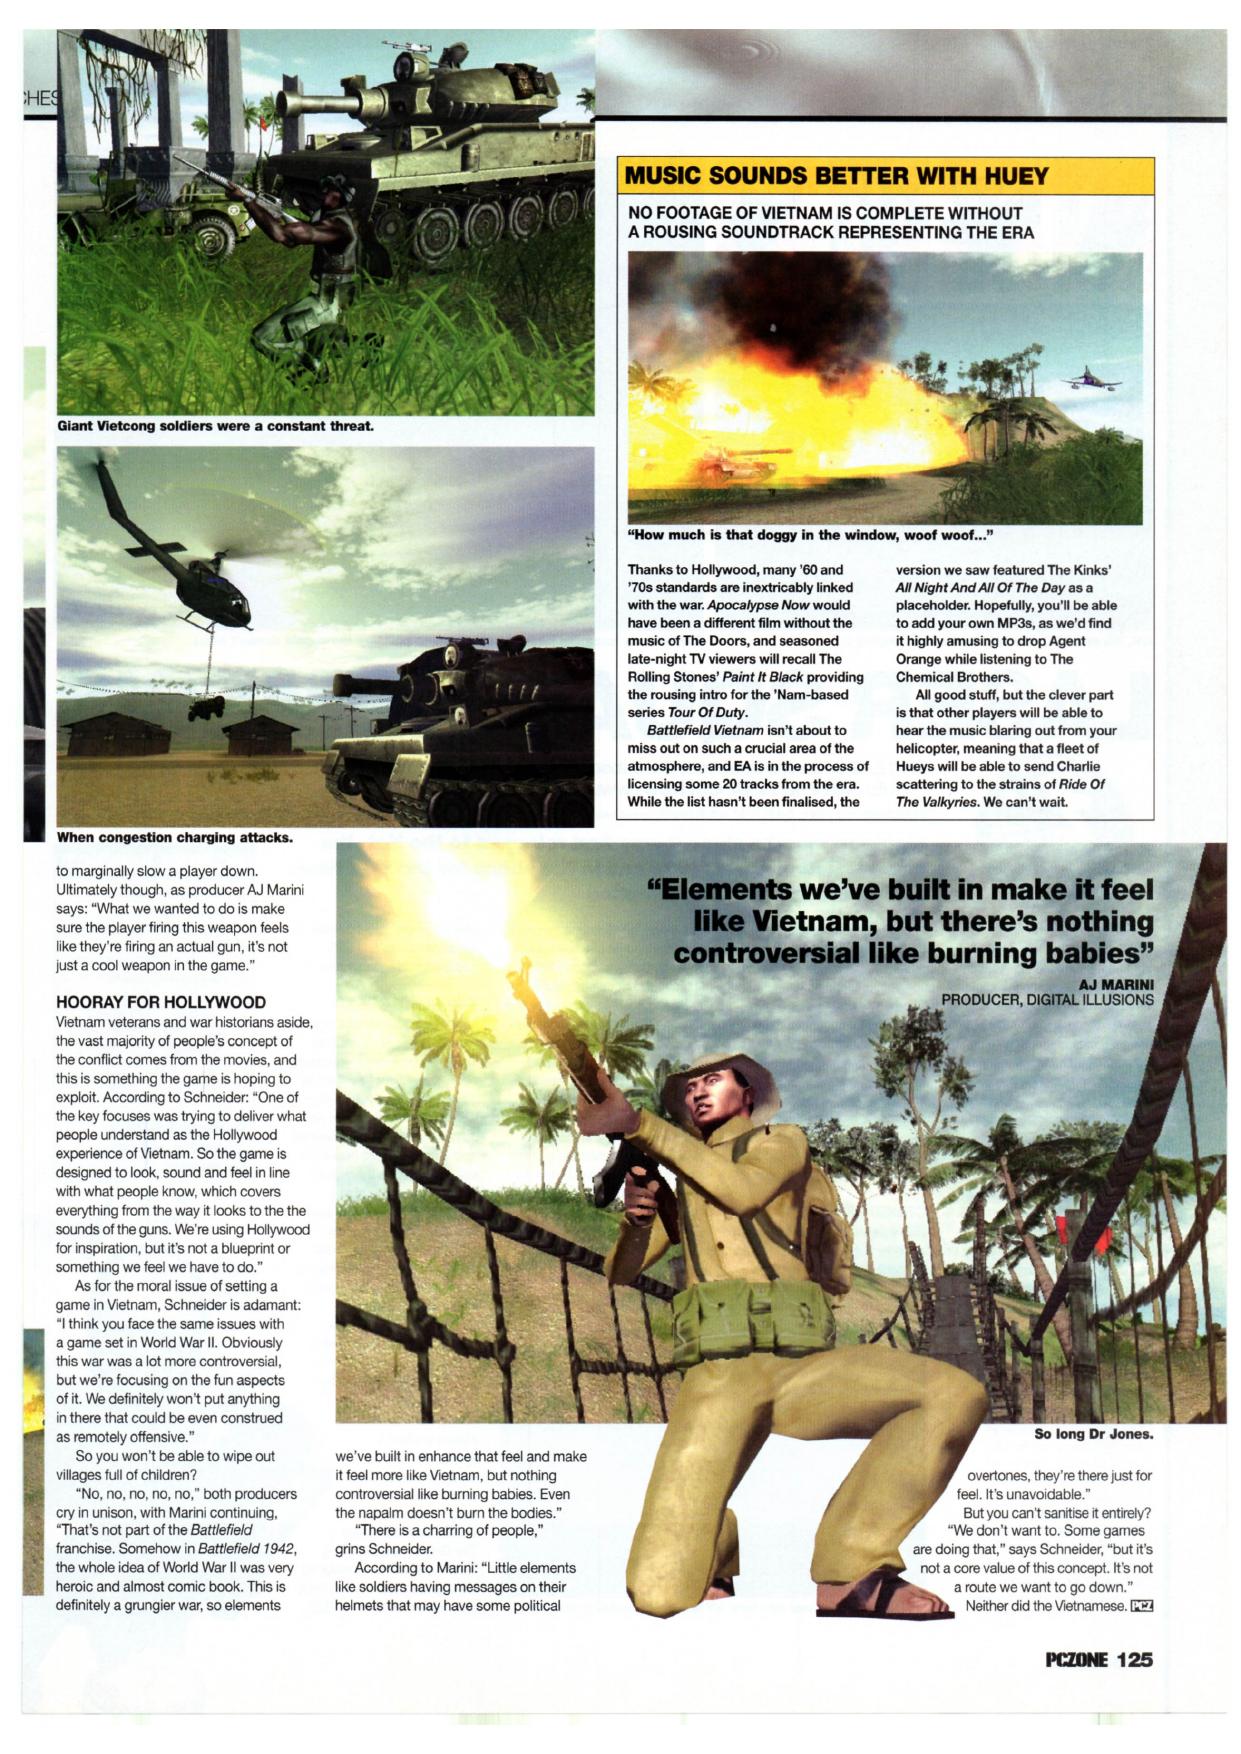 CHES
Giant Vietcong soldiers were a constant threat.
When congestion charging attacks.
MUSIC SOUNDS BETTER WITH HUEY
NO FOOTAGE OF VIETNAM IS COMPLETE WITHOUT
A ROUSING SOUNDTRACK REPRESENTING THE ERA
“How much is that doggy in the window, woof woof...”
Thanks to Hollywood, many ’60 and
’70s standards are inextricably linked
with the war. Apocalypse Now would
have been a different film without the
music of The Doors, and seasoned
late-night TV viewers will recall The
Rolling Stones’ Paint It Black providing
the rousing intro for the ’Nam-based
series Tour Of Duty.
Battlefield Vietnam isn’t about to
miss out on such a crucial area of the
atmosphere, and EA is in the process of
licensing some 20 tracks from the era.
While the list hasn’t been finalised, the
version we saw featured The Kinks’
All Night And All Of The Day as a
placeholder. Hopefully, you’ll be able
to add your own MP3s, as we’d find
it highly amusing to drop Agent
Orange while listening to The
Chemical Brothers.
All good stuff, but the clever part
is that other players will be able to
hear the music blaring out from your
helicopter, meaning that a fleet of
Hueys will be able to send Charlie
scattering to the strains of Ride Of
The Valkyries. We can’t wait.
to marginally slow a player down.
Ultimately though, as producer AJ Marini
says: “What we wanted to do is make
sure the player firing this weapon feels
like they’re firing an actual gun, it’s not
just a cool weapon in the game.”
HOORAY FOR HOLLYWOOD
Vietnam veterans and war historians aside,
the vast majority of people’s concept of
the conflict comes from the movies, and
this is something the game is hoping to
exploit. According to Schneider: “One of
the key focuses was trying to deliver what
people understand as the Hollywood
experience of Vietnam. So the game is
designed to look, sound and feel in line
with what people know, which covers
everything from the way it looks to the the
sounds of the guns. We’re using Hollywood
for inspiration, but it’s not a blueprint or
something we feel we have to do.”
As for the moral issue of setting a
game in Vietnam, Schneider is adamant:
“I think you face the same issues with
a game set in World War II. Obviously
this war was a lot more controversial,
but we’re focusing on the fun aspects
of it. We definitely won’t put anything
in there that could be even construed
as remotely offensive.”
So you won’t be able to wipe out
villages full of children?
“No, no, no, no, no,” both producers
cry in unison, with Marini continuing,
“That’s not part of the Battlefield
franchise. Somehow in Battlefield 1942,
the whole idea of World War II was very
heroic and almost comic book. This is
definitely a grungier war, so elements
“Elements we’ve built in make it feel
like Vietnam, but there’s nothing
controversial like burning babies”
AJ MARINI
PRODUCER, DIGITAL ILLUSIONS
So long Dr Jones.
we’ve built in enhance that feel and make
it feel more like Vietnam, but nothing
controversial like burning babies. Even
the napalm doesn’t burn the bodies.”
“There is a charring of people,”
grins Schneider.
According to Marini: “Little elements
like soldiers having messages on their
helmets that may have some political
overtones, they’re there just for
feel. It’s unavoidable.”
But you can’t sanitise it entirely?
“We don’t want to. Some games
are doing that,” says Schneider, “but it’s
not a core value of this concept. It’s not
a route we want to go down.”
Neither did the Vietnamese. PCZ
PCZONE 125